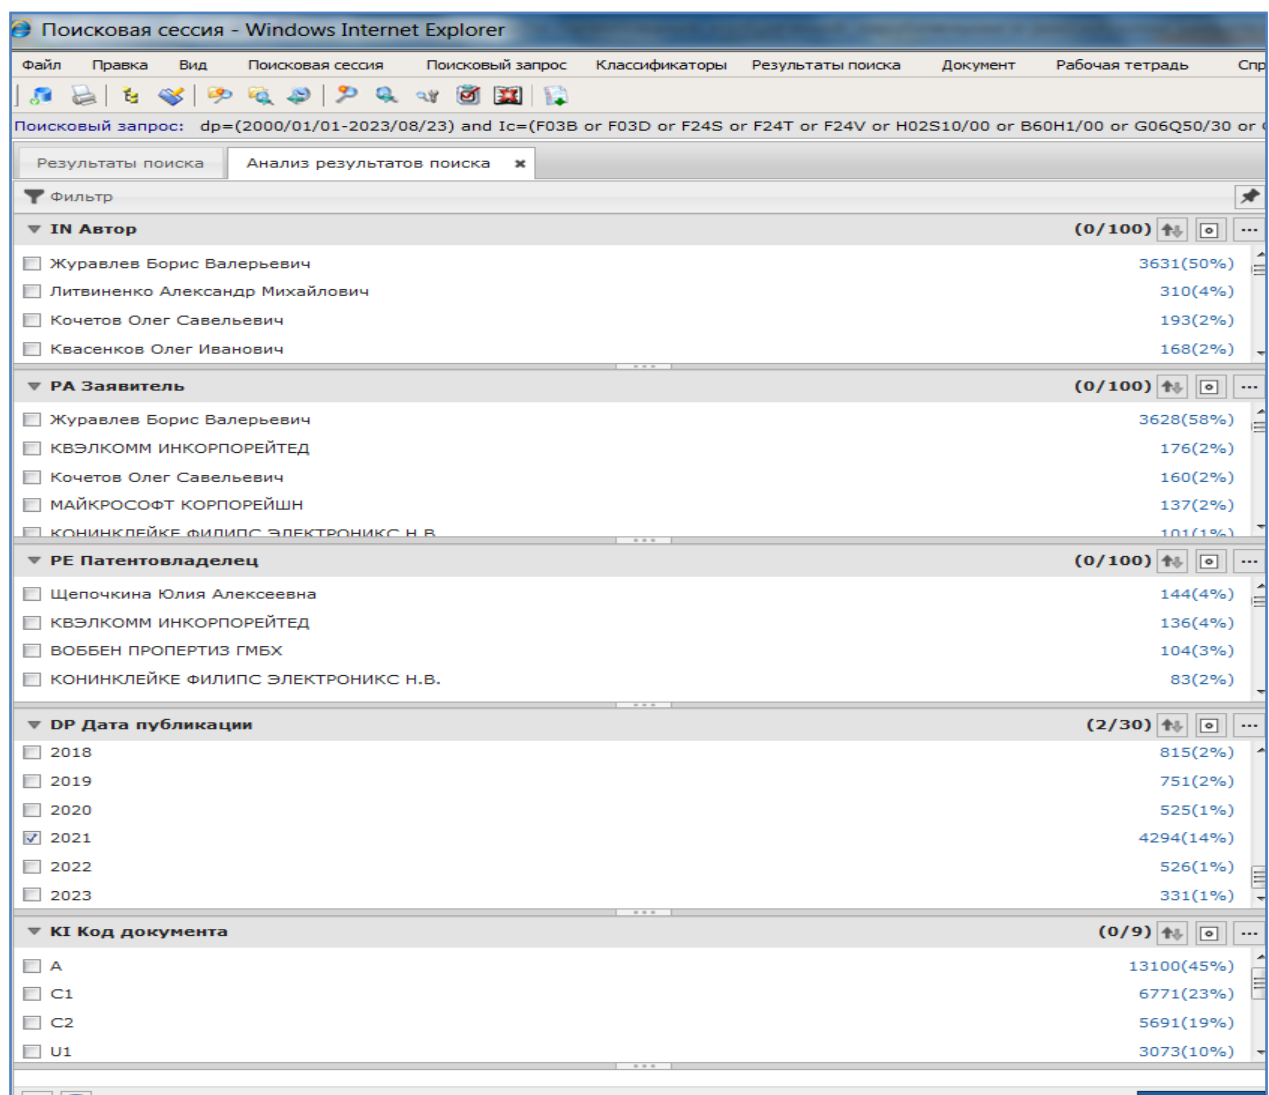 Поисковая сессия - Windows Internet Explorer
Файл Правка Вид Поисковая сессия Поисковый запрос Классификаторы Результаты поиска Документ Рабочая тетрадь Спр
Поисковый запрос: dp=(2000/01/01-2023/08/23) and Ic=(F03B or F03D or F24S or F24T or F24V or H02S10/00 or B60H1/00 or G06Q50/30 or
Результаты поиска Анализ результатов поиска
Фильтр
IN Автор (0/100)
Журавлев Борис Валерьевич 3631(50%)
Литвиненко Александр Михайлович 310(4%)
Кочетов Олег Савельевич 193(2%)
Квасенков Олег Иванович 168(2%)
PA Заявитель (0/100)
Журавлев Борис Валерьевич 3628(58%)
КВЭЛКОММ ИНКОРПОРЕЙТЕД 176(2%)
Кочетов Олег Савельевич 160(2%)
МАЙКРОСОФТ КОРПОРЕЙШН 137(2%)
КОНИНКЛЕЙКЕ ФИЛИПС ЭЛЕКТРОНИКС Н.В. 101(1%)
PE Патентовладелец (0/100)
Щепочкина Юлия Алексеевна 144(4%)
КВЭЛКОММ ИНКОРПОРЕЙТЕД 136(4%)
ВОББЕН ПРОПЕРТИЗ ГМБХ 104(3%)
КОНИНКЛЕЙКЕ ФИЛИПС ЭЛЕКТРОНИКС Н.В. 83(2%)
DP Дата публикации (2/30)
2018 815(2%)
2019 751(2%)
2020 525(1%)
2021 4294(14%)
2022 526(1%)
2023 331(1%)
KI Код документа (0/9)
A 13100(45%)
C1 6771(23%)
C2 5691(19%)
U1 3073(10%)